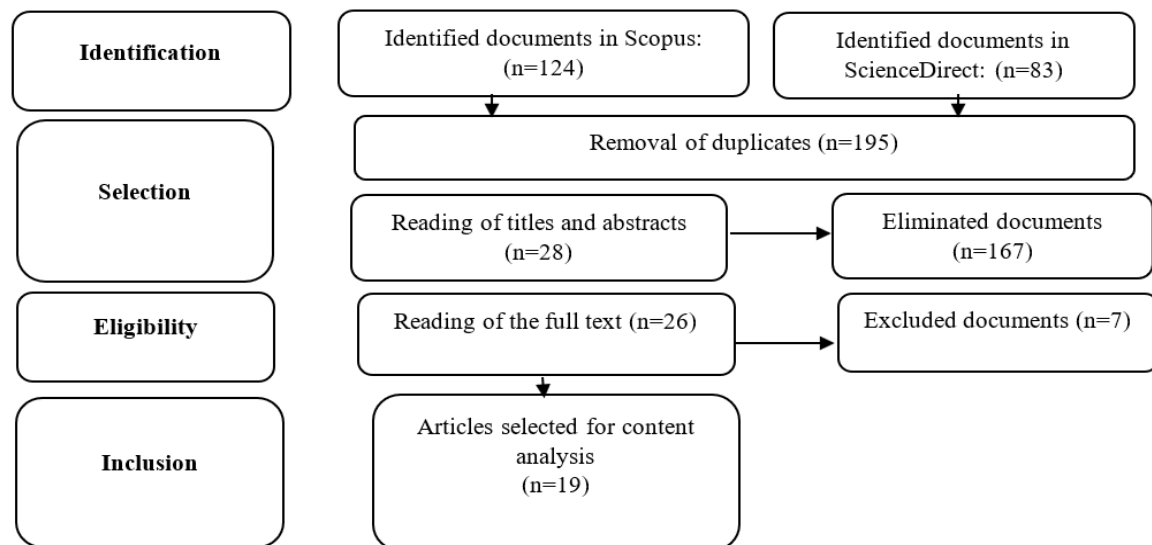 Identification
Identified documents in Scopus:
(n=124)
Identified documents in
ScienceDirect: (n=83)
Selection
Removal of duplicates (n=195)
Reading of titles and abstracts
(n=28)
Eliminated documents
(n=167)
Eligibility
Reading of the full text (n=26)
Excluded documents (n=7)
Inclusion
Articles selected for content
analysis
(n=19)